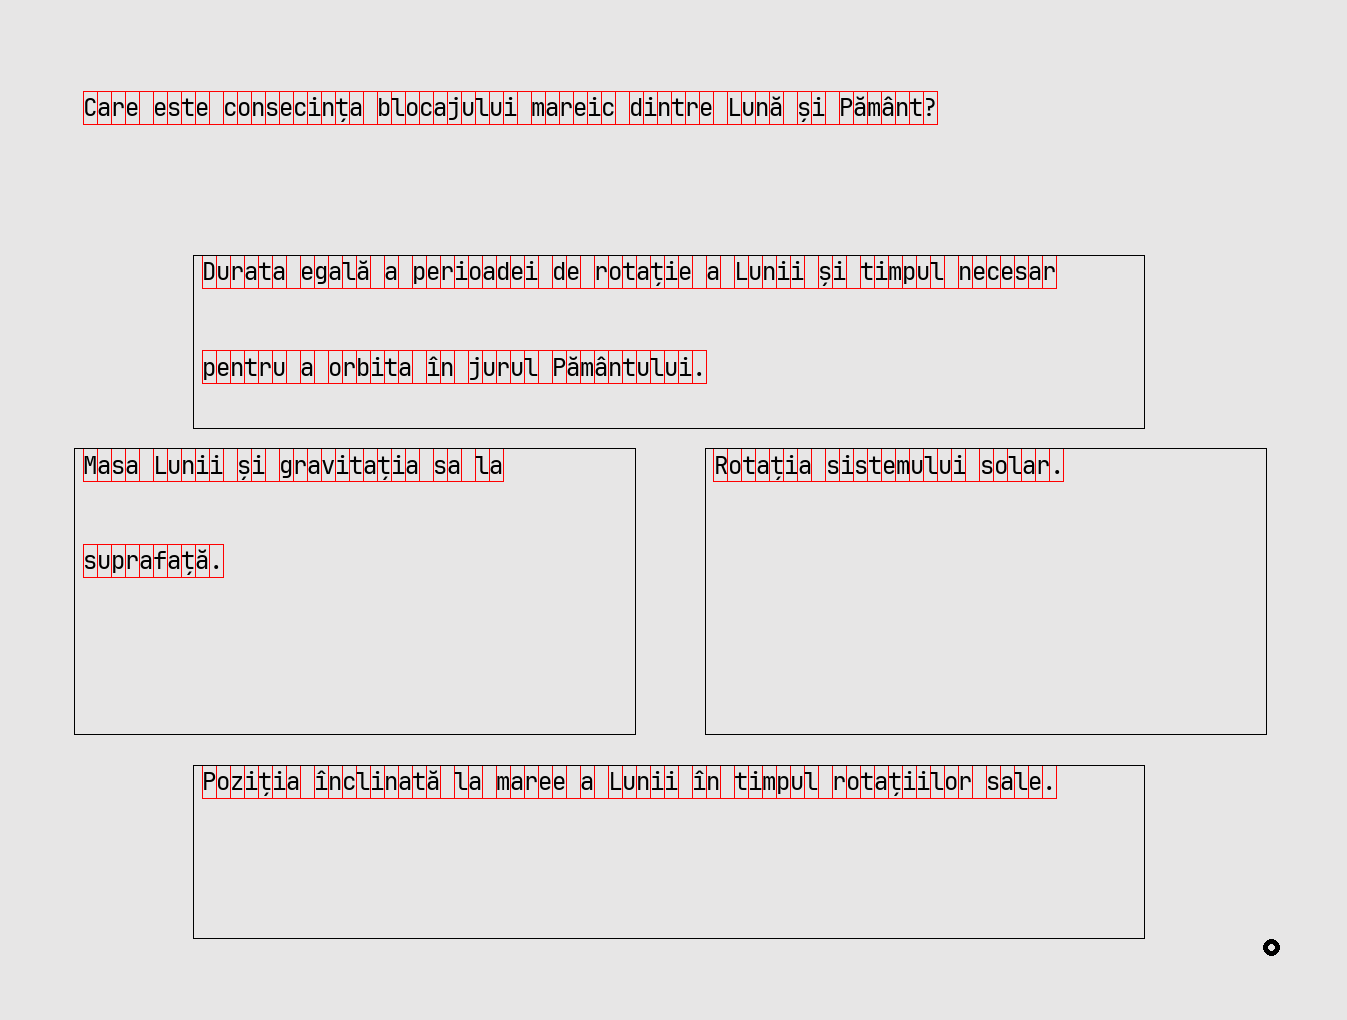 Care este consecința blocajului mareic dintre Lună și Pământ?
Durata egală a perioadei de rotație a Lunii și timpul necesar
pentru a orbita în jurul Pământului.
Masa Lunii și gravitația sa la
suprafață.
Rotația sistemului solar.
Poziția înclinată la maree a Lunii în timpul rotațiilor sale.